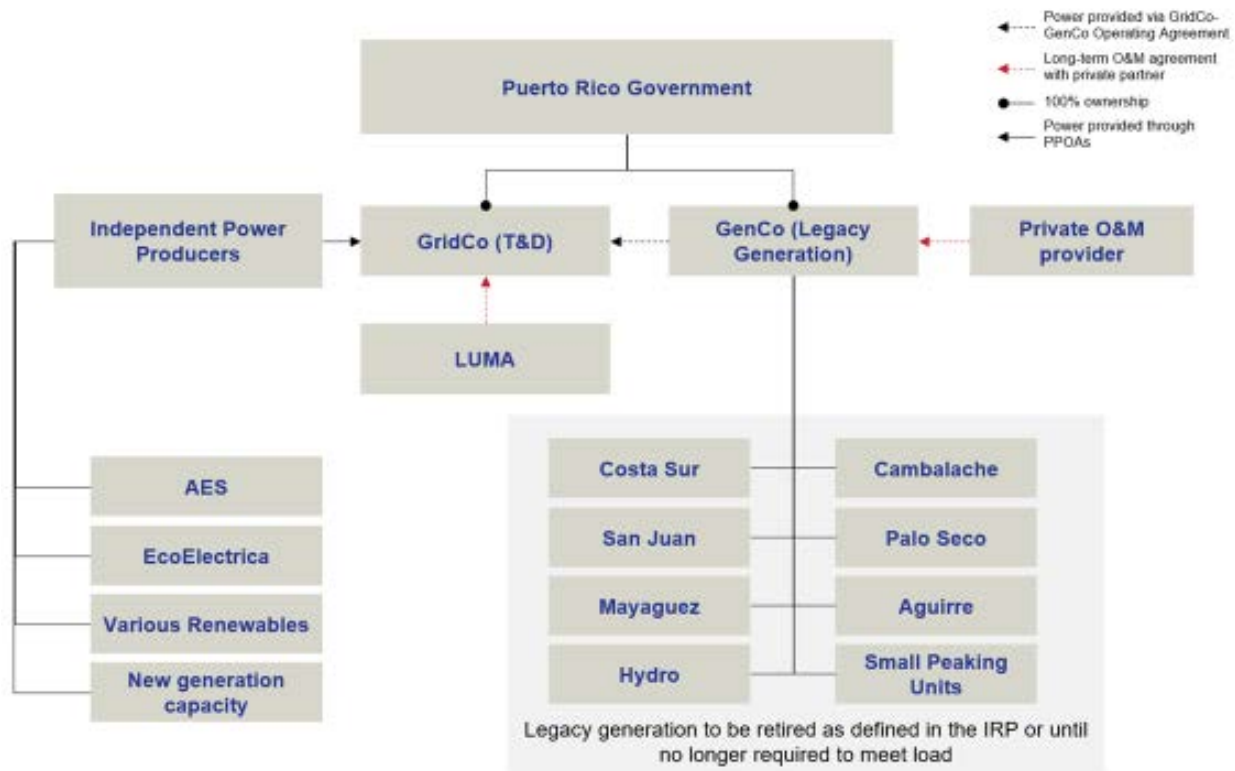 Power provided via GridCo-
GenCo Operating Agreement
Long-term O&M agreement
with private partner
100% ownership
Power provided through
PPOAs
Puerto Rico Government
Independent Power
Producers
GridCo (T&D)
GenCo (Legacy
Generation)
Private O&M
provider
LUMA
AES
EcoElectrica
Various Renewables
New generation
capacity
Costa Sur
Cambalache
San Juan
Palo Seco
Mayaguez
Aguirre
Hydro
Small Peaking
Units
Legacy generation to be retired as defined in the IRP or until
no longer required to meet load